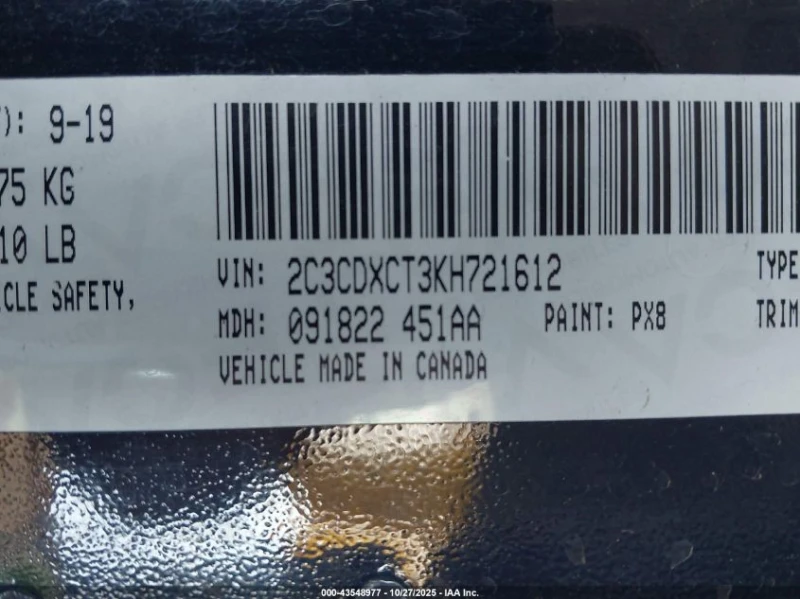 ): 9-19
75 KG
10 LB
CLE SAFETY,
VIN: 2C3CDXCT3KH721612 TYPE
MDH: 091822 451AA PAINT: PX8 TRIM
VEHICLE MADE IN CANADA
000-43548977 - 10/27/2025 - IAA Inc.